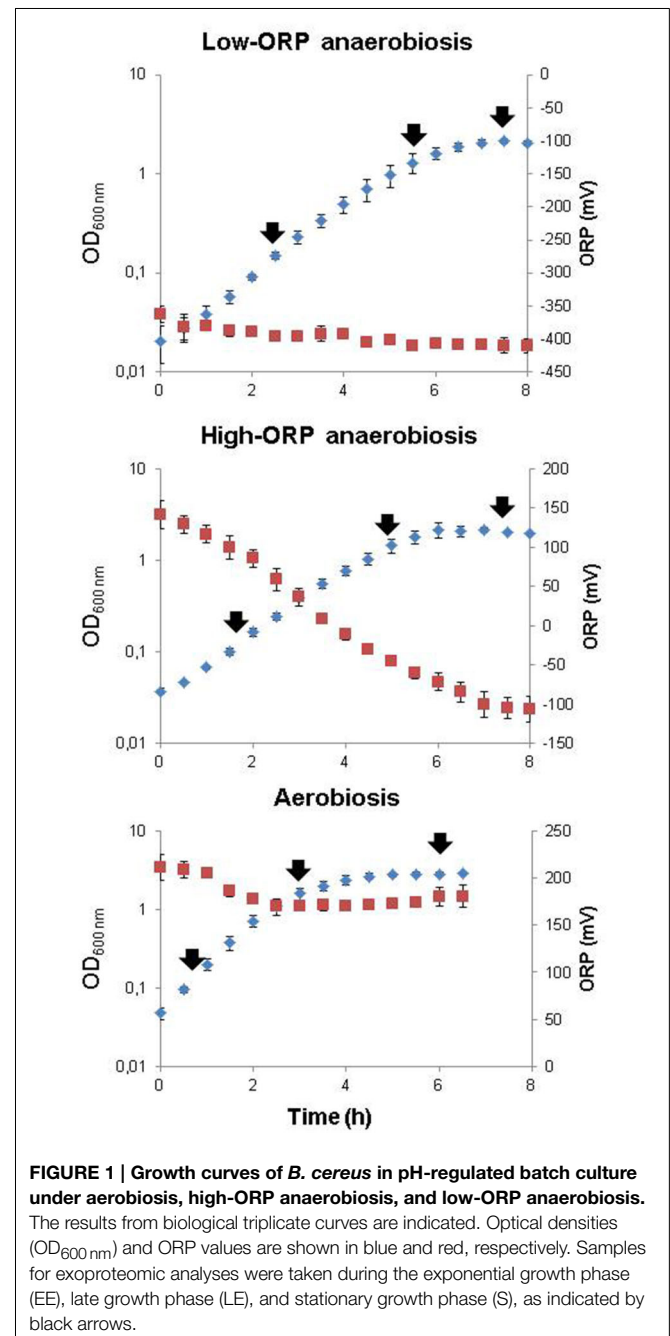 Low-ORP anaerobiosis
10
1
0,1
0,01
OD600 nm
0
-50
-100
-150
-200
-250
-300
-350
-400
-450
ORP (mV)
0 2 4 6 8
High-ORP anaerobiosis
10
1
0,1
0,01
OD600 nm
200
150
100
50
0
-50
-100
-150
ORP (mV)
0 2 4 6 8
Aerobiosis
10
1
0,1
0,01
OD600 nm
250
200
150
100
50
0
ORP (mV)
0 2 4 6 8
Time (h)
FIGURE 1 | Growth curves of B. cereus in pH-regulated batch culture
under aerobiosis, high-ORP anaerobiosis, and low-ORP anaerobiosis.
The results from biological triplicate curves are indicated. Optical densities
(OD600 nm) and ORP values are shown in blue and red, respectively. Samples
for exoproteomic analyses were taken during the exponential growth phase
(EE), late growth phase (LE), and stationary growth phase (S), as indicated by
black arrows.